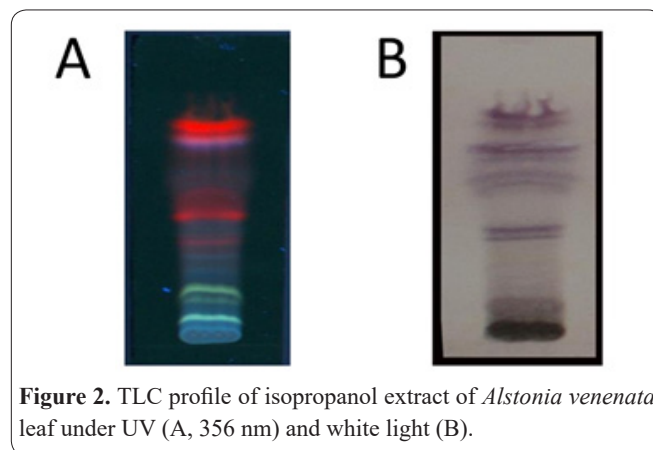 A
B
Figure 2. TLC profile of isopropanol extract of Alstonia venenata
leaf under UV (A, 356 nm) and white light (B).